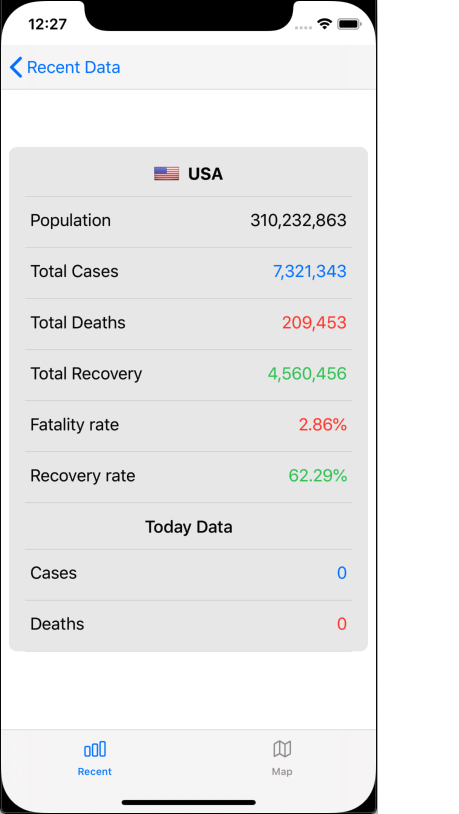 12:27
Recent Data
USA
Population 310,232,863
Total Cases 7,321,343
Total Deaths 209,453
Total Recovery 4,560,456
Fatality rate 2.86%
Recovery rate 62.29%
Today Data
Cases 0
Deaths 0
Recent Map